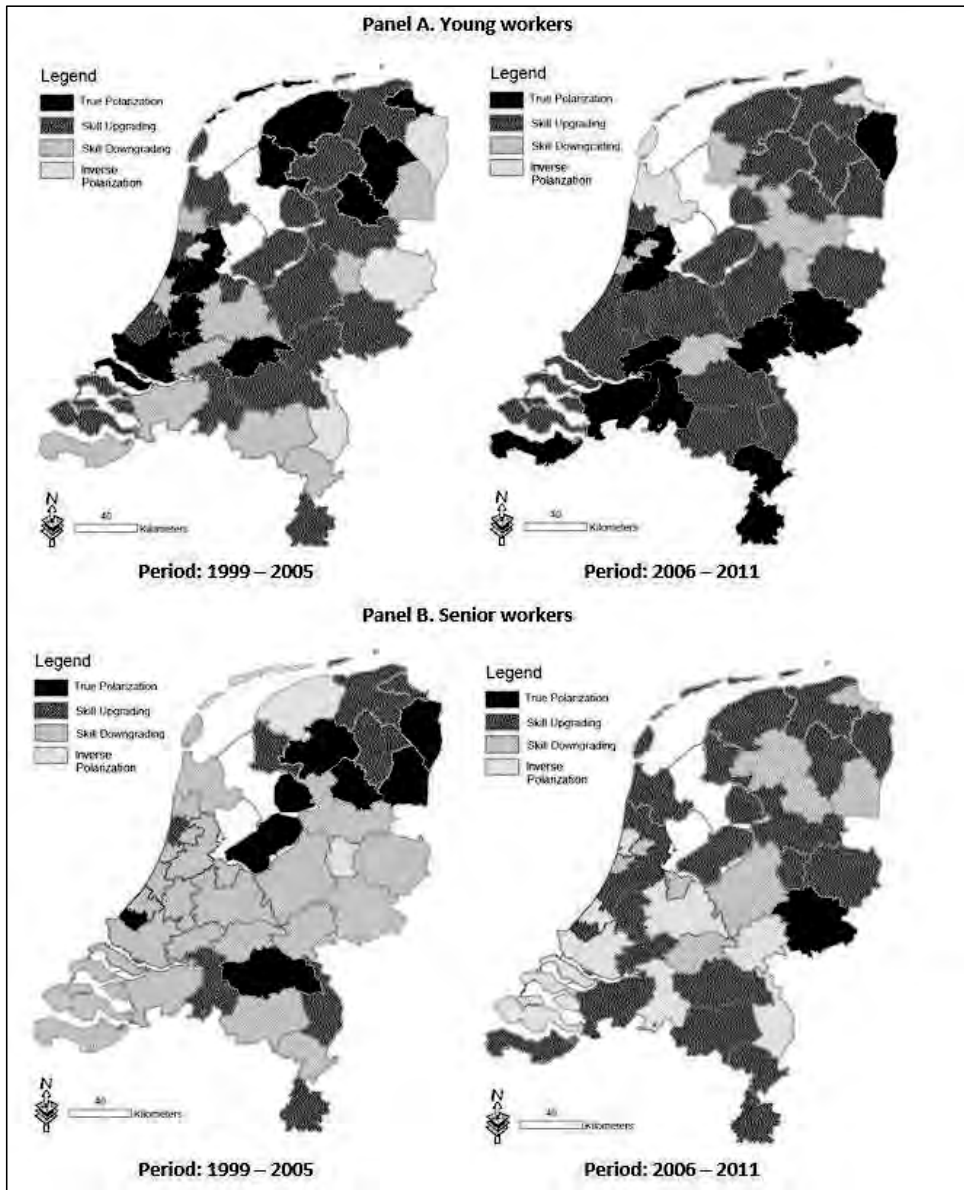 Panel A. Young workers
Legend
True Polarization
Skill Upgrading
Skill Downgrading
Inverse
Polarization
N
40
Kilometers
Period: 1999 – 2005
Legend
True Polarization
Skill Upgrading
Skill Downgrading
Inverse
Polarization
N
40
Kilometers
Period: 2006 – 2011
Panel B. Senior workers
Legend
True Polarization
Skill Upgrading
Skill Downgrading
Inverse
Polarization
N
40
Kilometers
Period: 1999 – 2005
Legend
True Polarization
Skill Upgrading
Skill Downgrading
Inverse
Polarization
N
40
Kilometers
Period: 2006 – 2011